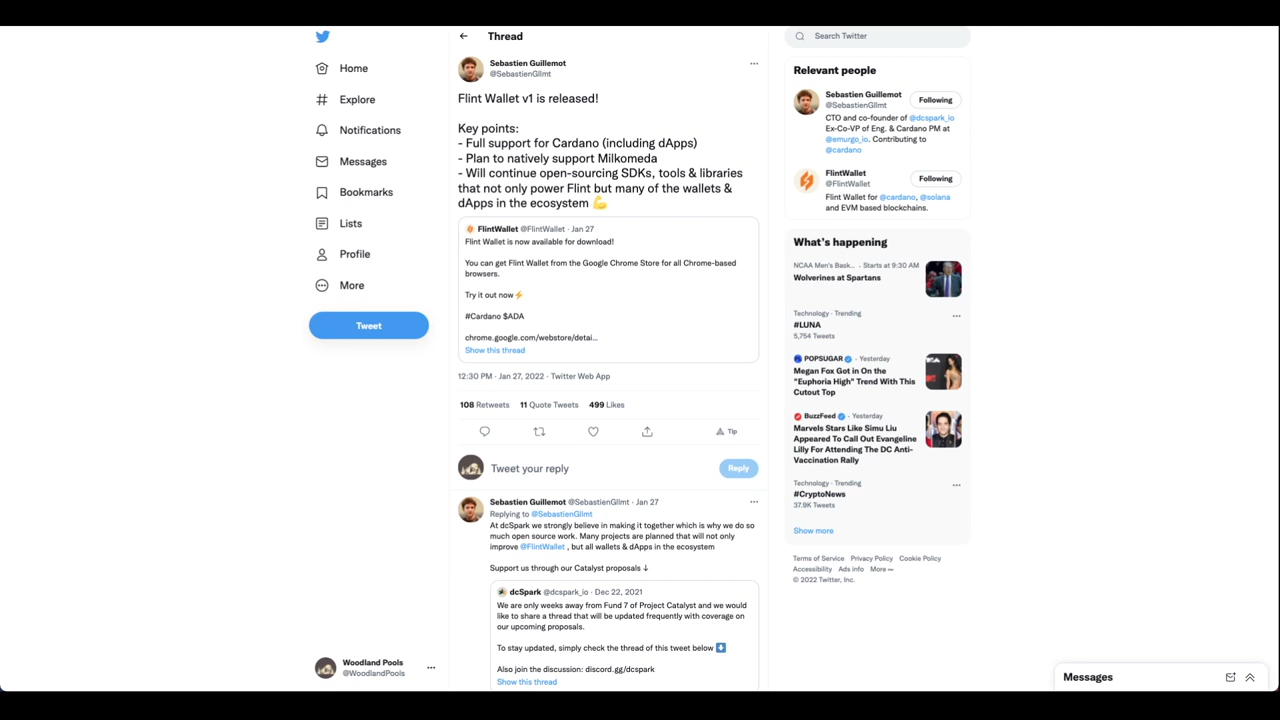 Home
Explore
Notifications
Messages
Bookmarks
Lists
Profile
More
Tweet
Woodland Pools
@WoodlandPools
Thread
Sebastien Guillemot
@SebastienGllmt
Flint Wallet v1 is released!
Key points:
- Full support for Cardano (including dApps)
- Plan to natively support Milkomeda
- Will continue open-sourcing SDKs, tools & libraries
that not only power Flint but many of the wallets &
dApps in the ecosystem 💪
FlintWallet @FlintWallet · Jan 27
Flint Wallet is now available for download!
You can get Flint Wallet from the Google Chrome Store for all Chrome-based
browsers.
Try it out now⚡
#Cardano $ADA
chrome.google.com/webstore/detai...
Show this thread
12:30 PM · Jan 27, 2022 · Twitter Web App
108 Retweets 11 Quote Tweets 499 Likes
Tip
Tweet your reply
Reply
Sebastien Guillemot @SebastienGllmt · Jan 27
Replying to @SebastienGllmt
At dcSpark we strongly believe in making it together which is why we do so
much open source work. Many projects are planned that will not only
improve @FlintWallet , but all wallets & dApps in the ecosystem
Support us through our Catalyst proposals ↓
dcSpark @dcspark_io · Dec 22, 2021
We are only weeks away from Fund 7 of Project Catalyst and we would
like to share a thread that will be updated frequently with coverage on
our upcoming proposals.
To stay updated, simply check the thread of this tweet below ⬇️
Also join the discussion: discord.gg/dcspark
Show this thread
Search Twitter
Relevant people
Sebastien Guillemot
@SebastienGllmt
Following
CTO and co-founder of @dcspark_io
Ex-Co-VP of Eng. & Cardano PM at
@emurgo_io. Contributing to
@cardano
FlintWallet
@FlintWallet
Following
Flint Wallet for @cardano, @solana
and EVM based blockchains.
What's happening
NCAA Men's Bask... · Starts at 9:30 AM
Wolverines at Spartans
Technology · Trending
#LUNA
5,754 Tweets
POPSUGAR · Yesterday
Megan Fox Got in On the
"Euphoria High" Trend With This
Cutout Top
BuzzFeed · Yesterday
Marvels Stars Like Simu Liu
Appeared To Call Out Evangeline
Lilly For Attending The DC Anti-
Vaccination Rally
Technology · Trending
#CryptoNews
37.9K Tweets
Show more
Terms of Service Privacy Policy Cookie Policy
Accessibility Ads info More ···
© 2022 Twitter, Inc.
Messages